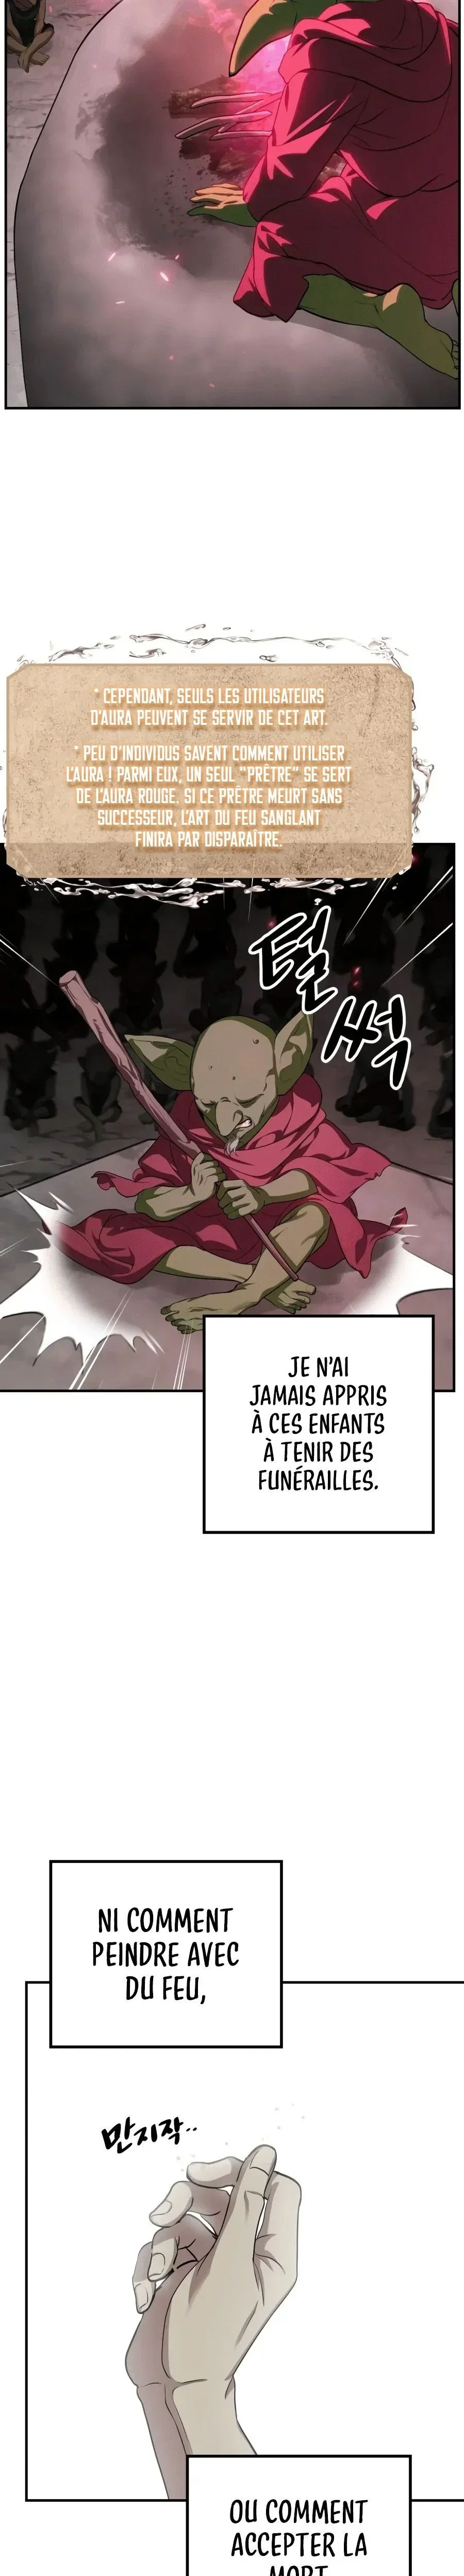 * CEPENDANT, SEULS LES UTILISATEURS
D'AURA PEUVENT SE SERVIR DE CET ART.
* PEU D'INDIVIDUS SAVENT COMMENT UTILISER
L'AURA ! PARMI EUX, UN SEUL "PRÊTRE" SE SERT
DE L'AURA ROUGE. SI CE PRÊTRE MEURT SANS
SUCCESSEUR, L'ART DU FEU SANGLANT
FINIRA PAR DISPARAÎTRE.
털
썩
JE N'AI
JAMAIS APPRIS
À CES ENFANTS
À TENIR DES
FUNÉRAILLES.
NI COMMENT
PEINDRE AVEC
DU FEU,
만지작..
OU COMMENT
ACCEPTER LA
MORT